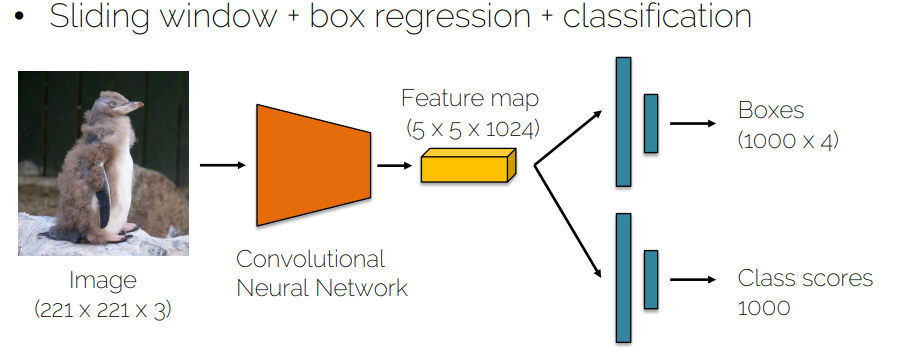 • Sliding window + box regression + classification
Feature map
(5 x 5 x 1024)
Boxes
(1000 x 4)
Convolutional
Neural Network
Image
(221 x 221 x 3)
Class scores
1000